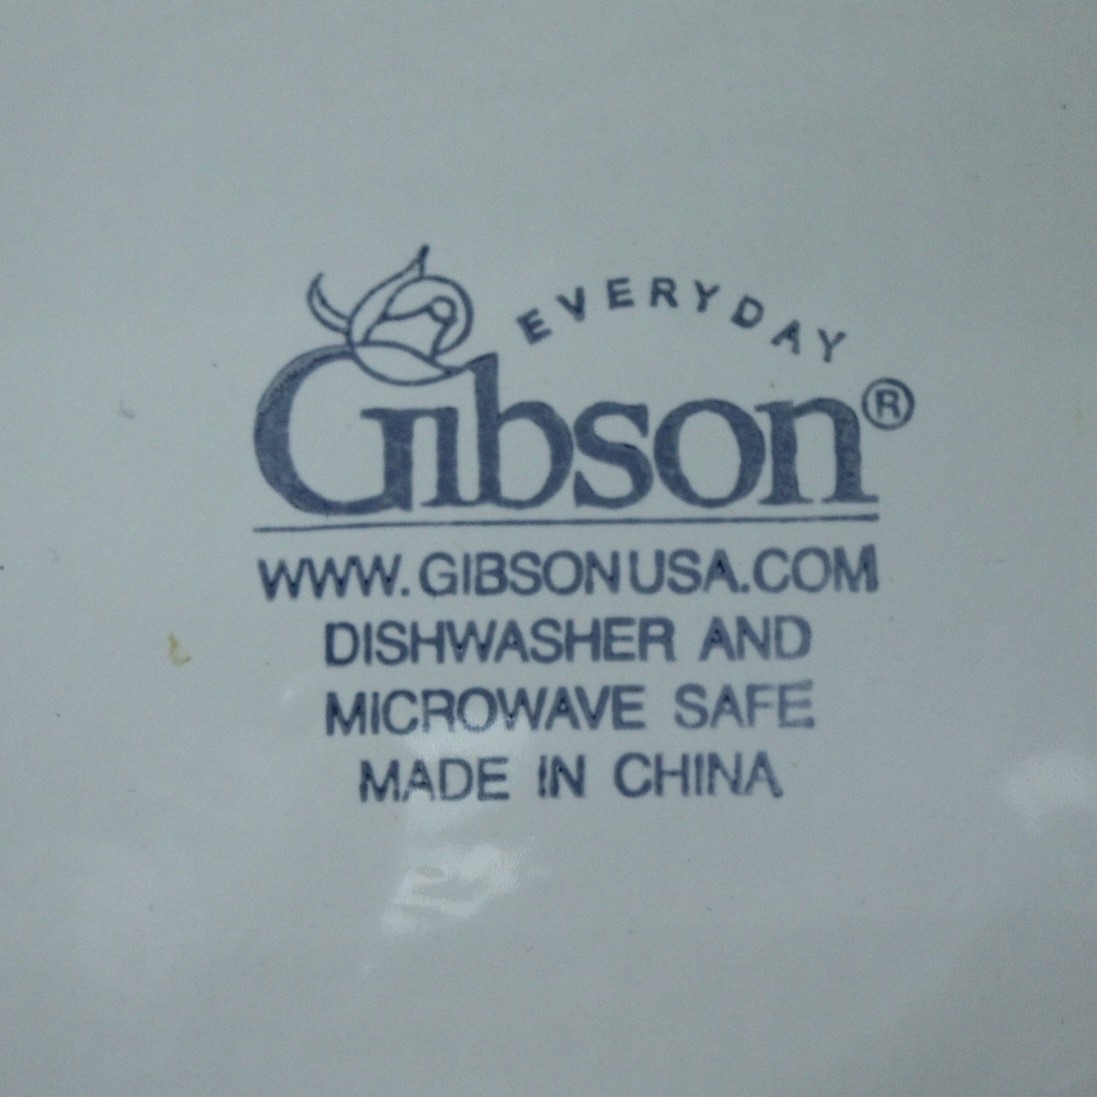 EVERYDAY
Gibson®
WWW.GIBSONUSA.COM
DISHWASHER AND
MICROWAVE SAFE
MADE IN CHINA